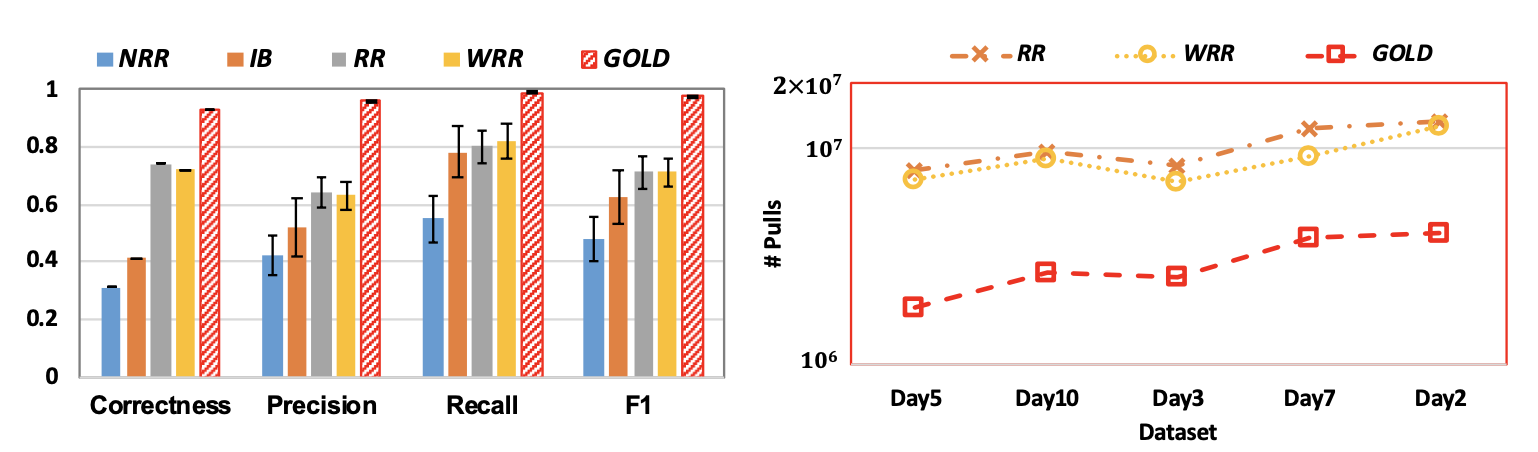 NRR IB RR WRR GOLD
1
0.8
0.6
0.4
0.2
0
Correctness Precision Recall F1
RR WRR GOLD
2×10⁷
10⁷
10⁶
# Pulls
Day5 Day10 Day3 Day7 Day2
Dataset